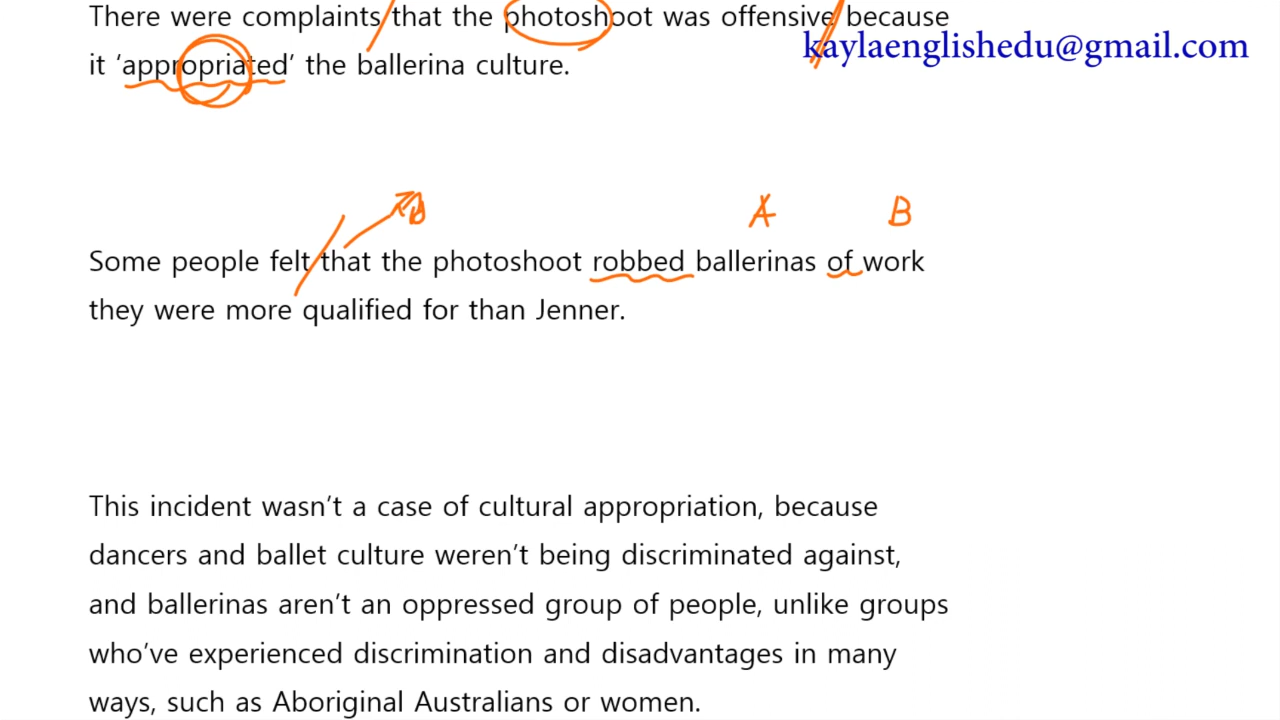 There were complaints that the photoshoot was offensive because
kaylaenglishedu@gmail.com
it ‘appropriated’ the ballerina culture.
A B
Some people felt that the photoshoot robbed ballerinas of work
they were more qualified for than Jenner.
This incident wasn’t a case of cultural appropriation, because
dancers and ballet culture weren’t being discriminated against,
and ballerinas aren’t an oppressed group of people, unlike groups
who’ve experienced discrimination and disadvantages in many
ways, such as Aboriginal Australians or women.